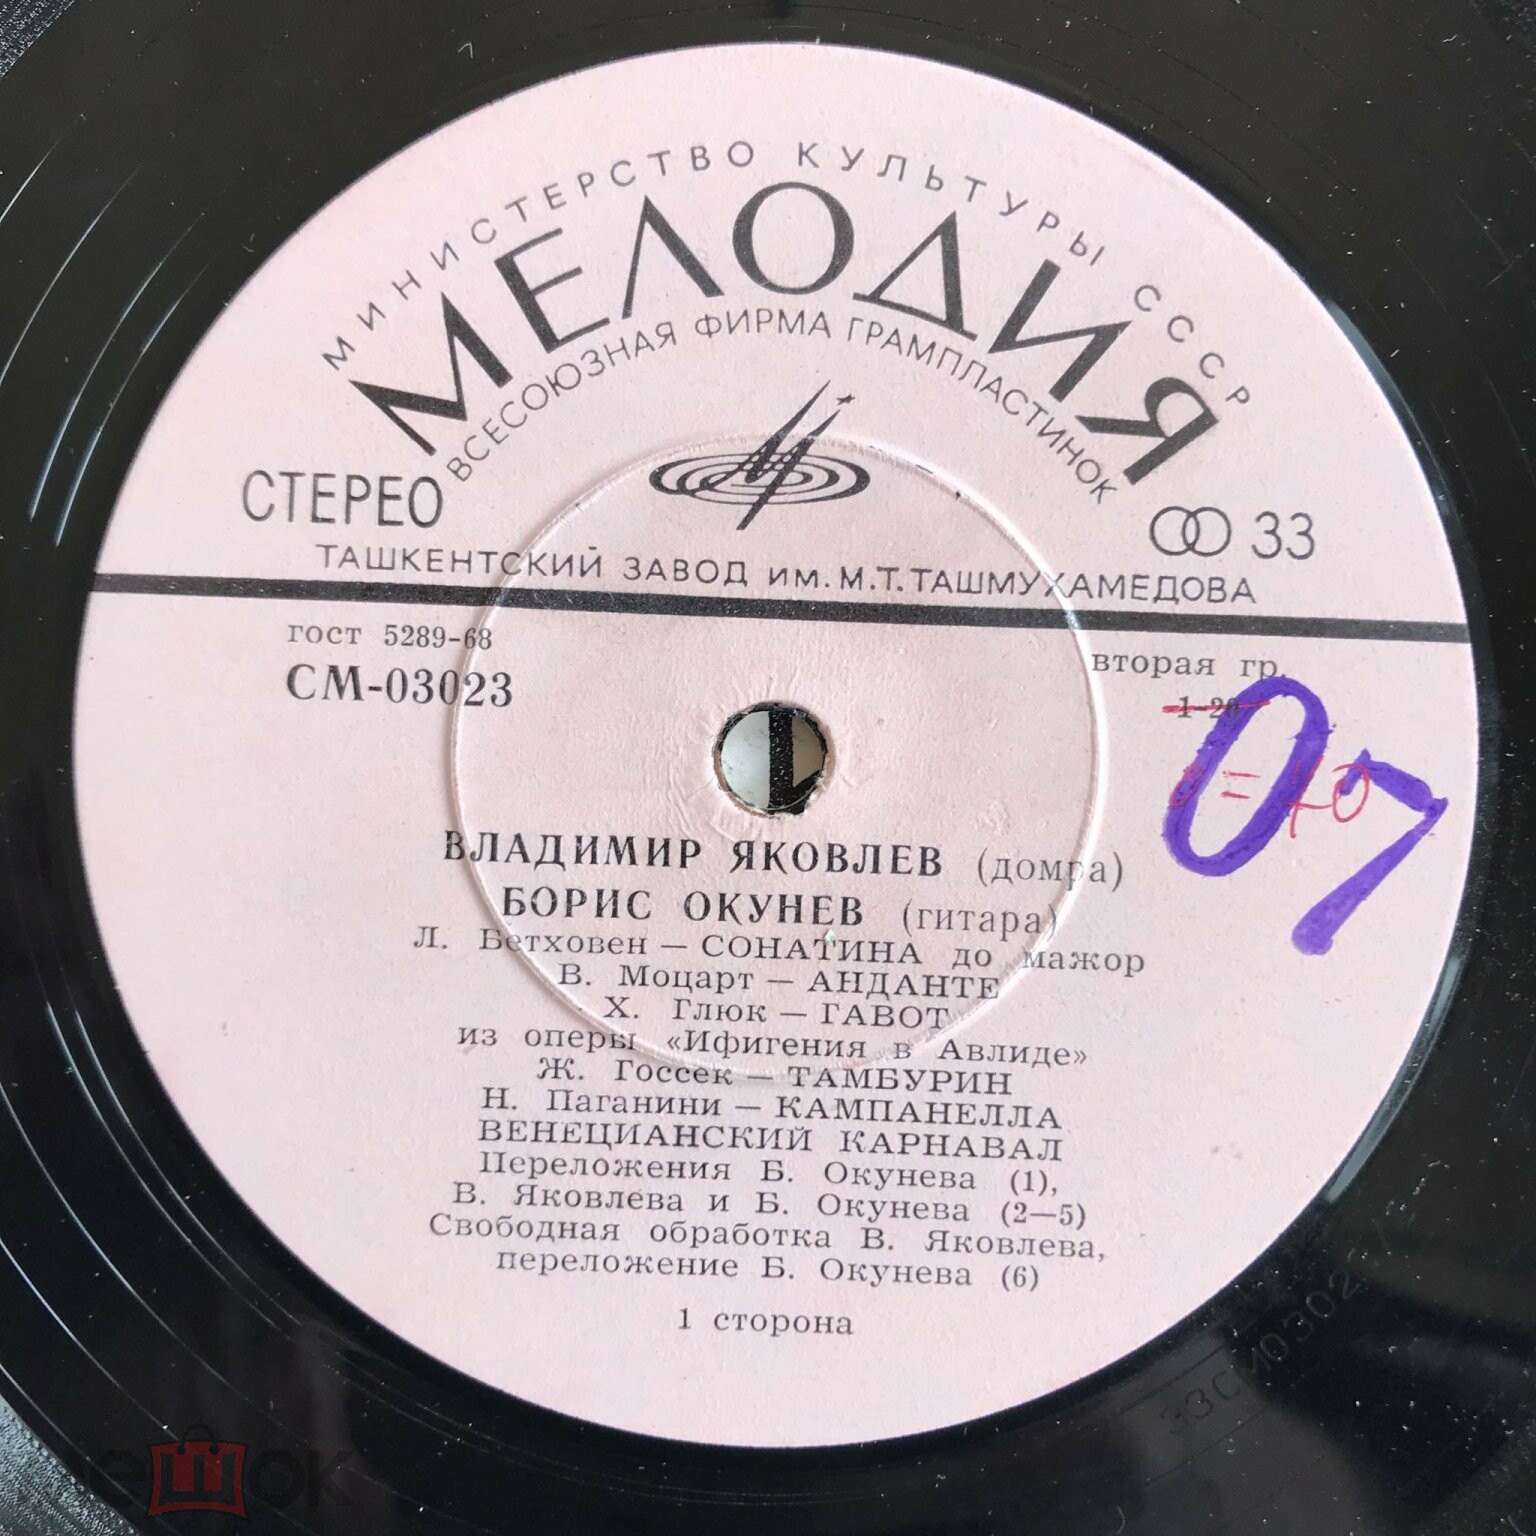 МИНИСТЕРСТВО КУЛЬТУРЫ СССР
МЕЛОДИЯ
ВСЕСОЮЗНАЯ ФИРМА ГРАМПЛАСТИНОК
СТЕРЕО
33
ТАШКЕНТСКИЙ ЗАВОД им. М.Т. ТАШМУХАМЕДОВА
гост 5289-68
вторая гр.
СМ-03023
1-20
07
1=70
ВЛАДИМИР ЯКОВЛЕВ (домра)
БОРИС ОКУНЕВ (гитара)
Л. Бетховен — СОНАТИНА до мажор
В. Моцарт — АНДАНТЕ
Х. Глюк — ГАВОТ
из оперы «Ифигения в Авлиде»
Ж. Госсек — ТАМБУРИН
Н. Паганини — КАМПАНЕЛЛА
ВЕНЕЦИАНСКИЙ КАРНАВАЛ
Переложения Б. Окунева (1),
В. Яковлева и Б. Окунева (2—5)
Свободная обработка В. Яковлева,
переложение Б. Окунева (6)
1 сторона
мешок